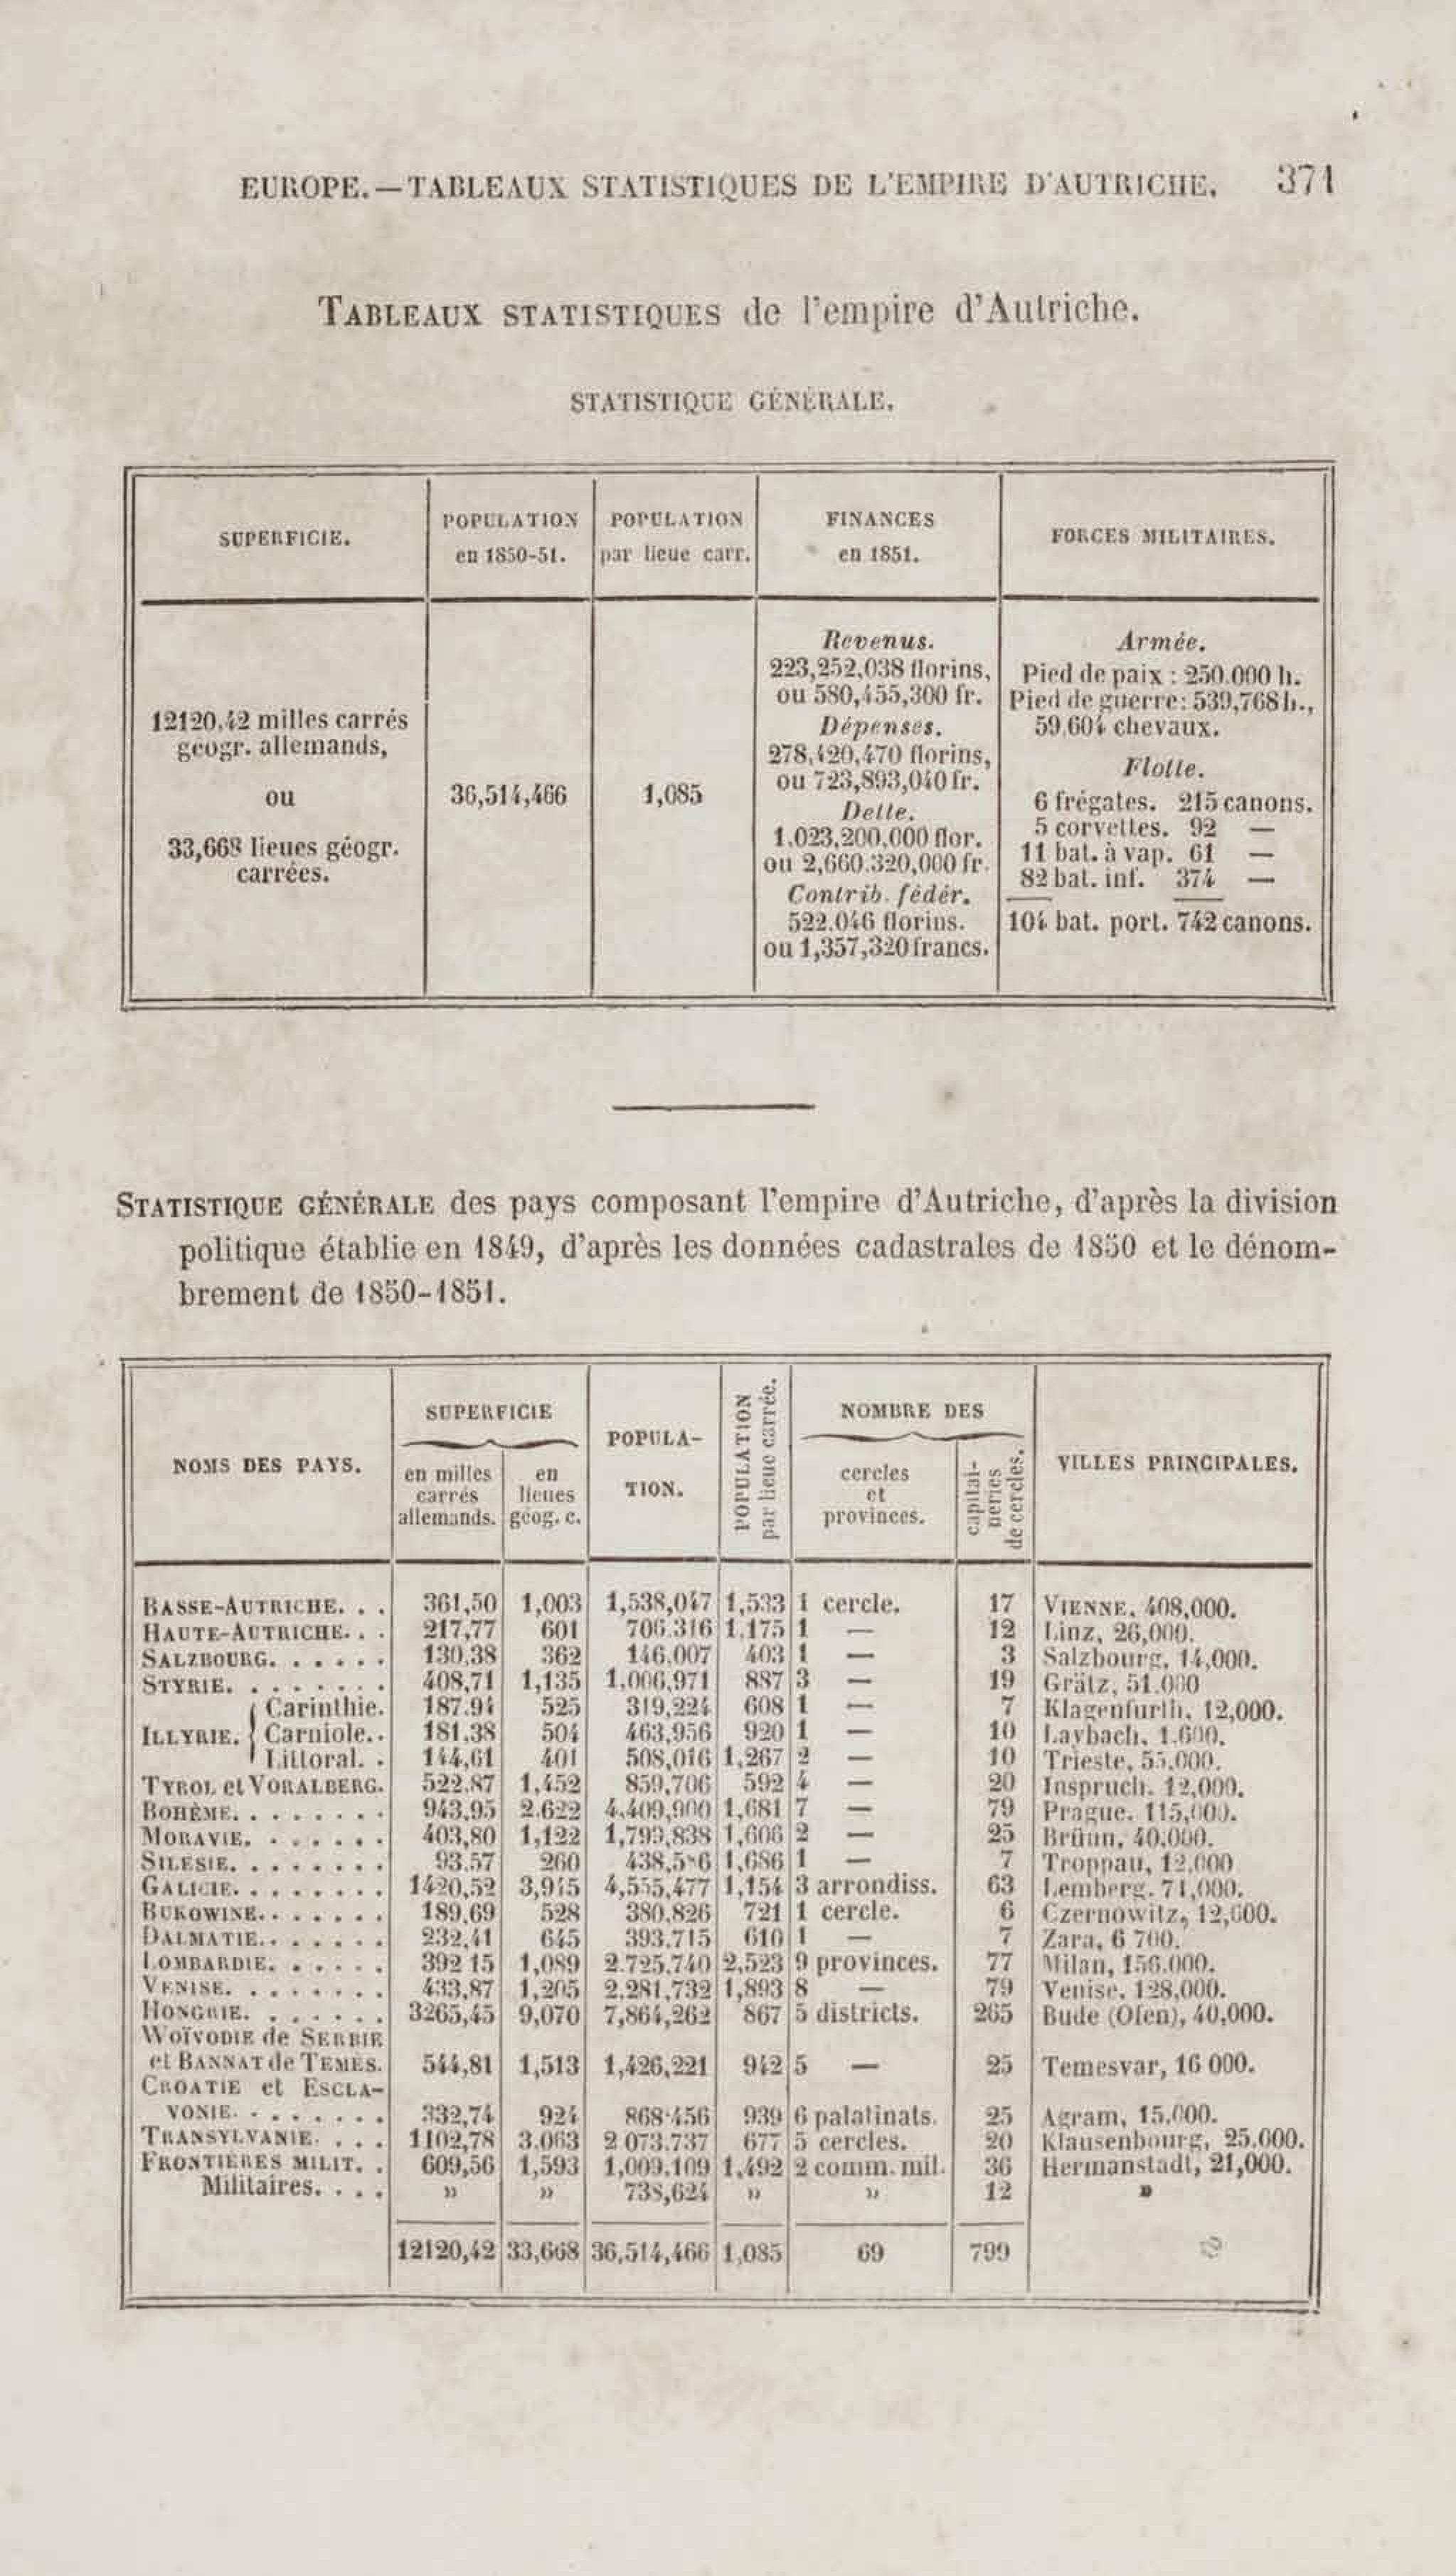 EUROPE.—TABLEAUX STATISTIQUES DE L'EMPIRE D'AUTRICHE. 371
TABLEAUX STATISTIQUES de l'empire d'Autriche.
STATISTIQUE GÉNÉRALE.
SUPERFICIE.
POPULATION
en 1850-51.
POPULATION
par lieue carr.
FINANCES
en 1851.
FORCES MILITAIRES.
12120,42 milles carrés
géogr. allemands,
ou
33,668 lieues géogr.
carrées.
36,514,466
1,085
Revenus.
223,252,038 florins,
ou 580,455,300 fr.
Dépenses.
278,420,470 florins,
ou 723,893,040 fr.
Dette.
1,023,200,000 flor.
ou 2,660,320,000 fr.
Contrib. fédér.
522,046 florins.
ou 1,357,320 francs.
Armée.
Pied de paix : 250.000 h.
Pied de guerre: 539,768 h.,
59,604 chevaux.
Flotte.
6 frégates. 215 canons.
5 corvettes. 92 —
11 bat. à vap. 61 —
82 bat. inf. 374 —
104 bat. port. 742 canons.
STATISTIQUE GÉNÉRALE des pays composant l'empire d'Autriche, d'après la division
politique établie en 1849, d'après les données cadastrales de 1850 et le dénom-
brement de 1850-1851.
NOMS DES PAYS.
SUPERFICIE
en milles
carrés
allemands.
en
lieues
géog. c.
POPULA-
TION.
POPULATION
par lieue carrée.
NOMBRE DES
cercles
et
provinces.
capitai-
neries
de cercles.
VILLES PRINCIPALES.
BASSE-AUTRICHE. . . 361,50 1,003 1,538,047 1,533 1 cercle. 17 VIENNE, 408,000.
HAUTE-AUTRICHE. . . 217,77 601 706.316 1,175 1 — 12 Linz, 26,000.
SALZBOURG. . . . . . 130,38 362 146,007 403 1 — 3 Salzbourg, 14,000.
STYRIE. . . . . . . . 408,71 1,135 1,006,971 887 3 — 19 Grätz, 51.000
Carinthie. 187.94 525 319,224 608 1 — 7 Klagenfurth, 12,000.
ILLYRIE. Carniole. . 181,38 504 463,956 920 1 — 10 Laybach, 1.600.
Littoral. . 144,61 401 508,016 1,267 2 — 10 Trieste, 55,000.
TYROL et VORALBERG. 522,87 1,452 859,706 592 4 — 20 Inspruch, 12,000.
BOHÈME. . . . . . . . 943,95 2.622 4,409,900 1,681 7 — 79 Prague. 115,000.
MORAVIE. . . . . . . 403,80 1,122 1,799,838 1,606 2 — 25 Brünn, 40,000.
SILÉSIE. . . . . . . . 93,57 260 1,686 1 — 7 Troppau, 12,000
GALICIE. . . . . . . . 1420,52 3,945 4,555,477 1,154 3 arrondiss. 63 Lemberg. 71,000.
BUKOWINE. . . . . . . 189,69 528 380,826 721 1 cercle. 6 Czernowitz, 12,000.
DALMATIE. . . . . . . 232,41 645 393,715 610 1 — 7 Zara, 6 700.
LOMBARDIE. . . . . . 392 15 1,089 2.725,740 2,523 9 provinces. 77 Milan, 156.000.
VENISE. . . . . . . . 433,87 1,205 2,281,732 1,893 8 — 79 Venise, 128,000.
HONGRIE. . . . . . . 3265,45 9,070 7,864,262 867 5 districts. 265 Bude (Ofen), 40,000.
WOÏVODIE de SERBIE
et BANNAT de TEMES. 544,81 1,513 1,426,221 942 5 — 25 Temesvar, 16 000.
CROATIE et ESCLA-
VONIE. . . . . . . . 332,74 924 868·456 939 6 palatinats. 25 Agram, 15,000.
TRANSYLVANIE. . . . 1102,78 3.063 2 073,737 677 5 cercles. 20 Klausenbourg, 25,000.
FRONTIÈRES MILIT. . 609,56 1,593 1,009,109 1,492 2 comm. mil. 36 Hermanstadt, 21,000.
Militaires. . . . » » 738,624 » » 12 »
12120,42 33,668 36,514,466 1,085 69 799